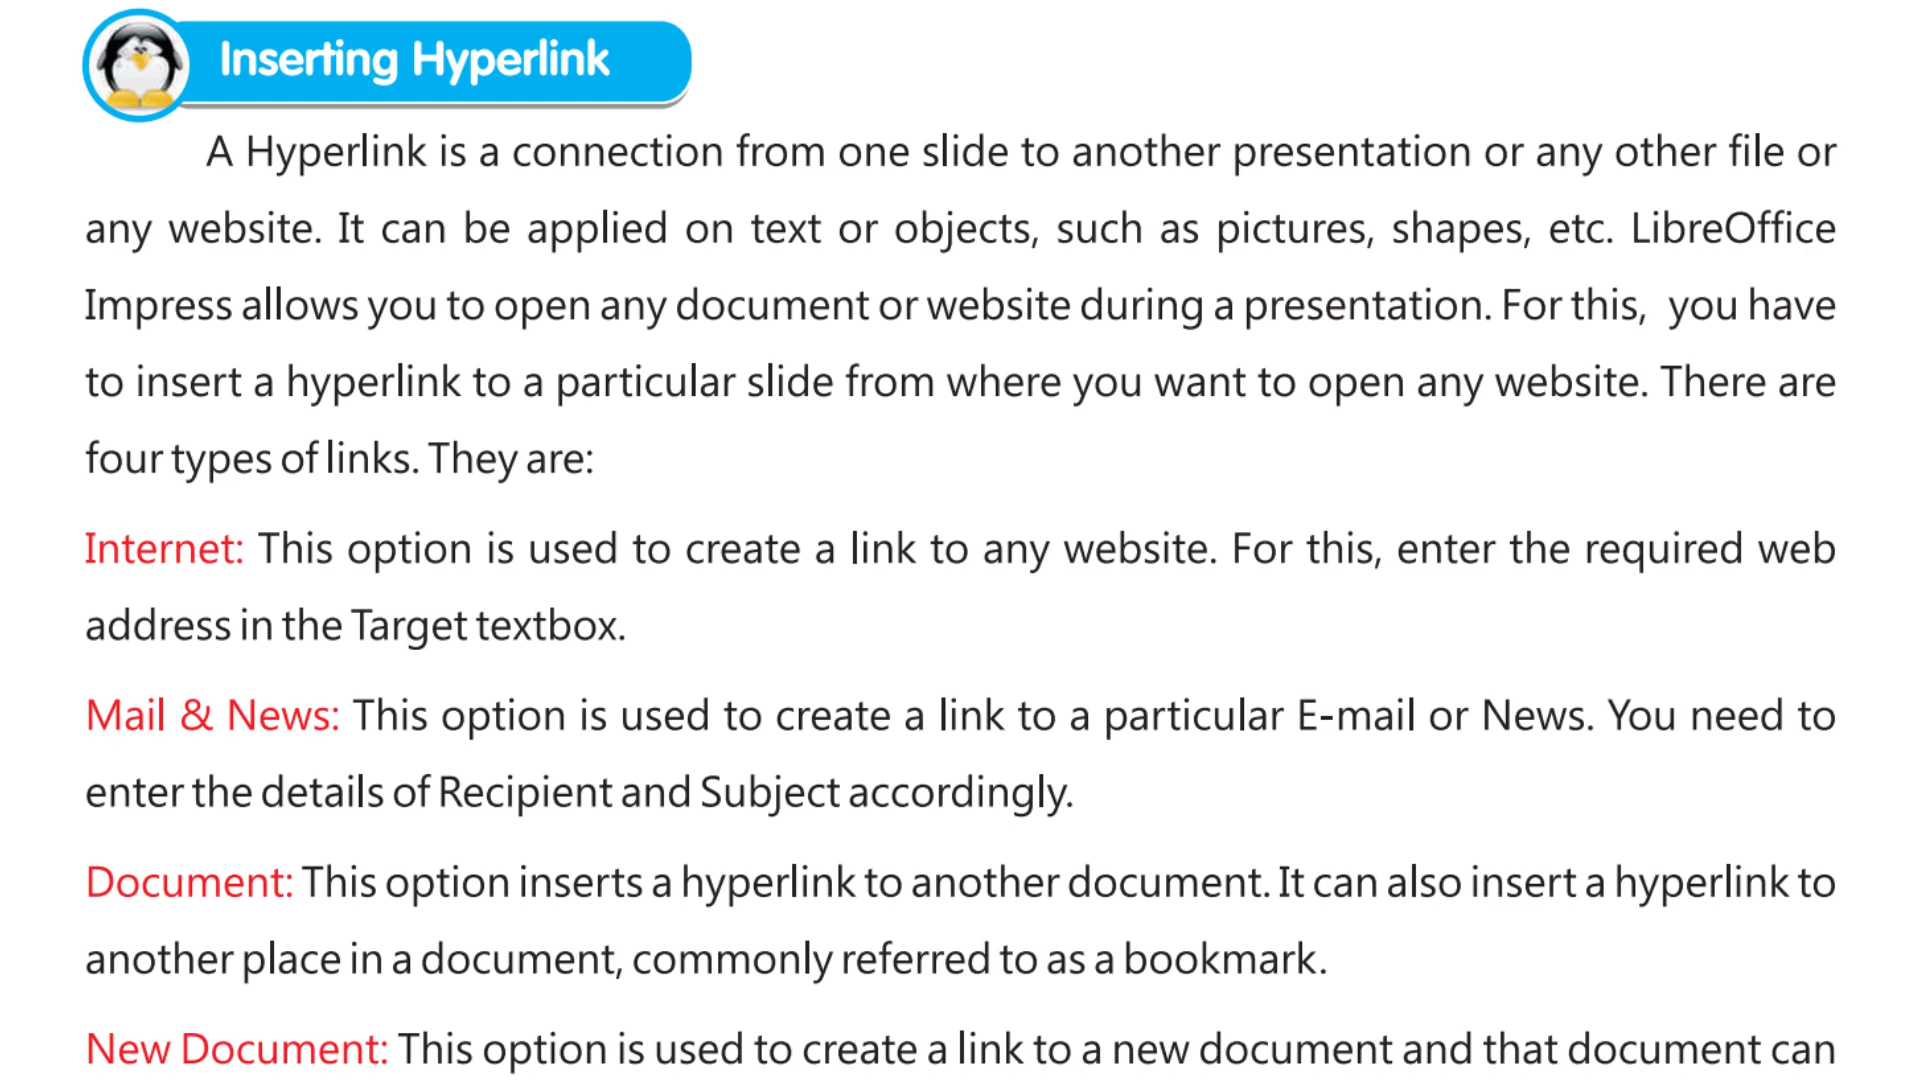 Inserting Hyperlink
A Hyperlink is a connection from one slide to another presentation or any other file or
any website. It can be applied on text or objects, such as pictures, shapes, etc. LibreOffice
Impress allows you to open any document or website during a presentation. For this, you have
to insert a hyperlink to a particular slide from where you want to open any website. There are
four types of links. They are:
Internet: This option is used to create a link to any website. For this, enter the required web
address in the Target textbox.
Mail & News: This option is used to create a link to a particular E-mail or News. You need to
enter the details of Recipient and Subject accordingly.
Document: This option inserts a hyperlink to another document. It can also insert a hyperlink to
another place in a document, commonly referred to as a bookmark.
New Document: This option is used to create a link to a new document and that document can